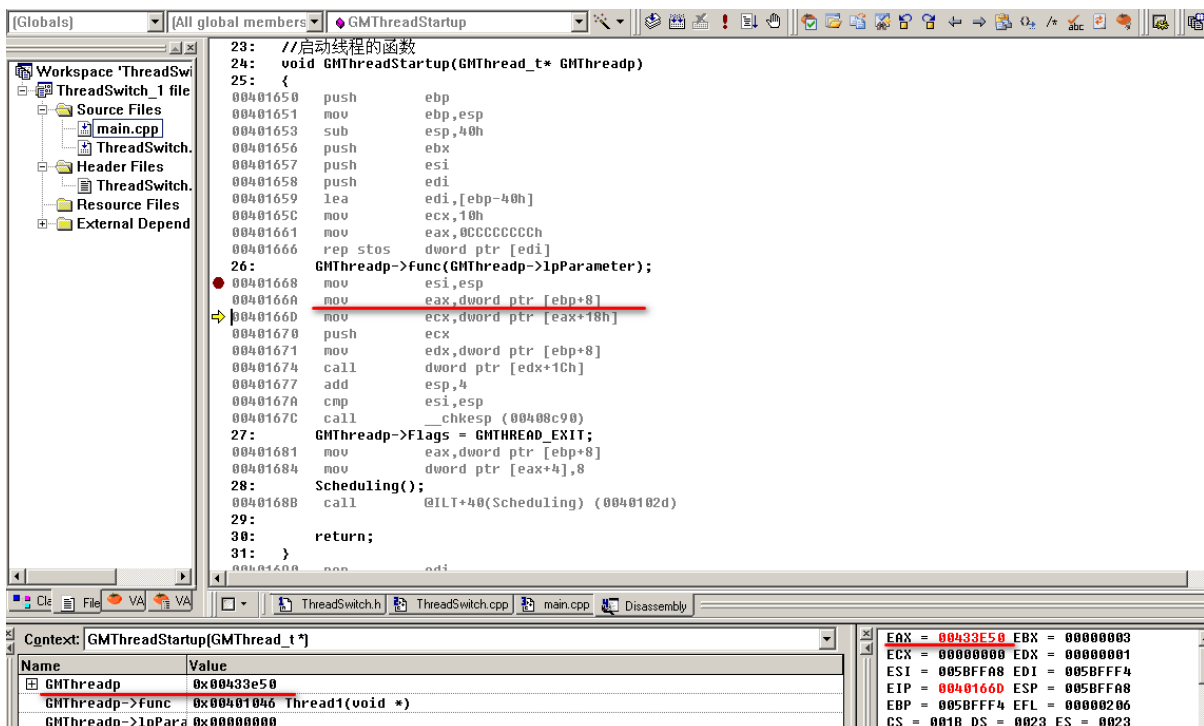 (Globals) [All global members GMThreadStartup
Workspace 'ThreadSwi
ThreadSwitch_1 file
Source Files
main.cpp
ThreadSwitch.
Header Files
ThreadSwitch.
Resource Files
External Depend
23: //启动线程的函数
24: void GMThreadStartup(GMThread_t* GMThreadp)
25: {
00401650 push ebp
00401651 mov ebp,esp
00401653 sub esp,40h
00401656 push ebx
00401657 push esi
00401658 push edi
00401659 lea edi,[ebp-40h]
0040165C mov ecx,10h
00401661 mov eax,0CCCCCCCCh
00401666 rep stos dword ptr [edi]
26: GMThreadp->func(GMThreadp->lpParameter);
00401668 mov esi,esp
0040166A mov eax,dword ptr [ebp+8]
0040166D mov ecx,dword ptr [eax+18h]
00401670 push ecx
00401671 mov edx,dword ptr [ebp+8]
00401674 call dword ptr [edx+1Ch]
00401677 add esp,4
0040167A cmp esi,esp
0040167C call __chkesp (00408c90)
27: GMThreadp->Flags = GMTHREAD_EXIT;
00401681 mov eax,dword ptr [ebp+8]
00401684 mov dword ptr [eax+4],8
28: Scheduling();
0040168B call @ILT+40(Scheduling) (0040102d)
29:
30: return;
31: }
Cla File VA VA
ThreadSwitch.h ThreadSwitch.cpp main.cpp Disassembly
Context: GMThreadStartup(GMThread_t *)
Name Value
GMThreadp 0x00433e50
GMThreadp->func 0x00401046 Thread1(void *)
GMThreadp->lpPara 0x00000000
EAX = 00433E50 EBX = 00000003
ECX = 00000000 EDX = 00000001
ESI = 005BFFA8 EDI = 005BFFF4
EIP = 0040166D ESP = 005BFFA8
EBP = 005BFFF4 EFL = 00000206
CS = 001B DS = 0023 ES = 0023